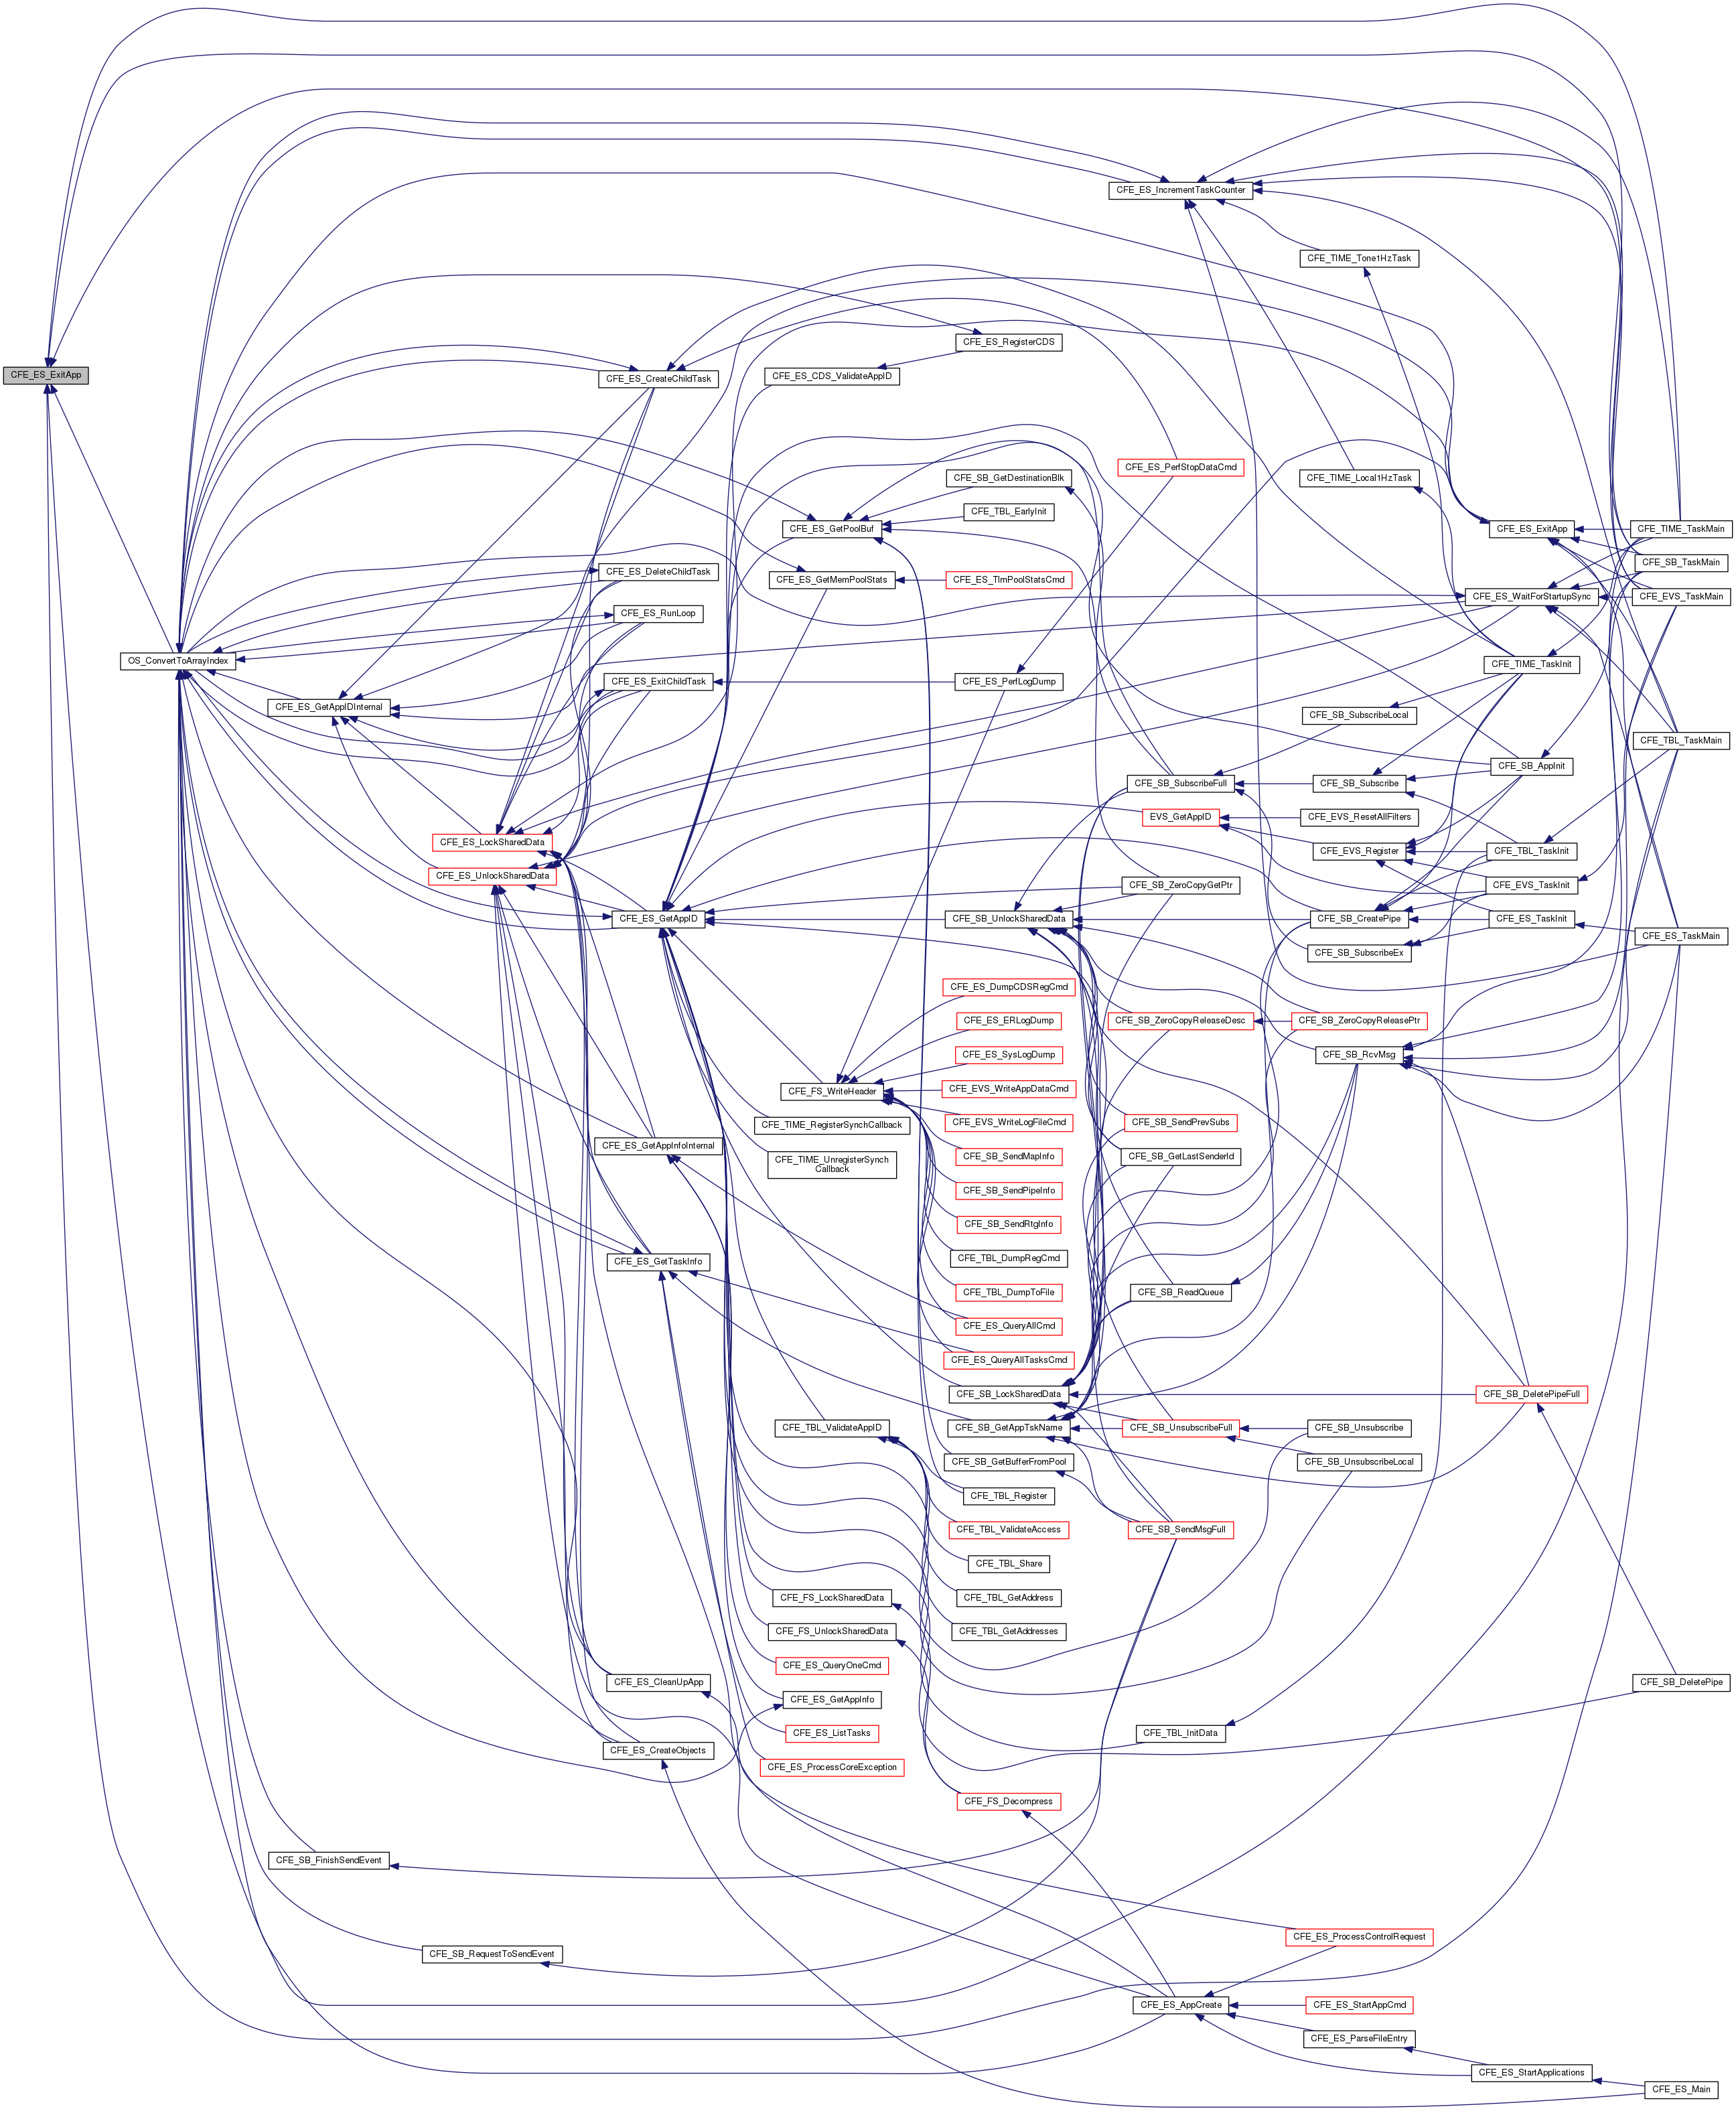 CFE_ES_ExitApp
OS_ConvertToArrayIndex
CFE_ES_GetAppIDInternal
CFE_SB_FinishSendEvent
CFE_ES_LockSharedData
CFE_ES_UnlockSharedData
CFE_SB_RequestToSendEvent
CFE_ES_CreateChildTask
CFE_ES_DeleteChildTask
CFE_ES_RunLoop
CFE_ES_ExitChildTask
CFE_ES_GetAppID
CFE_ES_GetAppInfoInternal
CFE_ES_GetTaskInfo
CFE_ES_CleanUpApp
CFE_ES_CreateObjects
CFE_ES_CDS_ValidateAppID
CFE_ES_GetPoolBuf
CFE_ES_GetMemPoolStats
CFE_FS_WriteHeader
CFE_TIME_RegisterSynchCallback
CFE_TIME_UnregisterSynch
Callback
CFE_TBL_ValidateAppID
CFE_FS_LockSharedData
CFE_FS_UnlockSharedData
CFE_ES_QueryOneCmd
CFE_ES_GetAppInfo
CFE_ES_ListTasks
CFE_ES_ProcessCoreException
CFE_ES_RegisterCDS
CFE_SB_GetDestinationBlk
CFE_TBL_EarlyInit
CFE_ES_TlmPoolStatsCmd
CFE_ES_PerfLogDump
CFE_SB_UnlockSharedData
CFE_ES_DumpCDSRegCmd
CFE_ES_ERLogDump
CFE_ES_SysLogDump
CFE_EVS_WriteAppDataCmd
CFE_EVS_WriteLogFileCmd
CFE_SB_SendMapInfo
CFE_SB_SendPipeInfo
CFE_SB_SendRtgInfo
CFE_TBL_DumpRegCmd
CFE_TBL_DumpToFile
CFE_ES_QueryAllCmd
CFE_ES_QueryAllTasksCmd
CFE_SB_LockSharedData
CFE_SB_GetAppTskName
CFE_SB_GetBufferFromPool
CFE_TBL_Register
CFE_TBL_ValidateAccess
CFE_TBL_Share
CFE_TBL_GetAddress
CFE_TBL_GetAddresses
CFE_FS_Decompress
CFE_ES_IncrementTaskCounter
CFE_ES_PerfStopDataCmd
CFE_SB_SubscribeFull
EVS_GetAppID
CFE_SB_ZeroCopyGetPtr
CFE_SB_ZeroCopyReleaseDesc
CFE_SB_SendPrevSubs
CFE_SB_GetLastSenderId
CFE_SB_ReadQueue
CFE_SB_UnsubscribeFull
CFE_SB_SendMsgFull
CFE_TBL_InitData
CFE_ES_AppCreate
CFE_TIME_Tone1HzTask
CFE_TIME_Local1HzTask
CFE_SB_SubscribeLocal
CFE_SB_Subscribe
CFE_EVS_ResetAllFilters
CFE_EVS_Register
CFE_SB_CreatePipe
CFE_SB_SubscribeEx
CFE_SB_ZeroCopyReleasePtr
CFE_SB_RcvMsg
CFE_SB_Unsubscribe
CFE_SB_UnsubscribeLocal
CFE_ES_ProcessControlRequest
CFE_ES_StartAppCmd
CFE_ES_ParseFileEntry
CFE_ES_ExitApp
CFE_ES_WaitForStartupSync
CFE_TIME_TaskInit
CFE_SB_AppInit
CFE_TBL_TaskInit
CFE_EVS_TaskInit
CFE_ES_TaskInit
CFE_SB_DeletePipeFull
CFE_ES_StartApplications
CFE_TIME_TaskMain
CFE_SB_TaskMain
CFE_EVS_TaskMain
CFE_TBL_TaskMain
CFE_ES_TaskMain
CFE_SB_DeletePipe
CFE_ES_Main